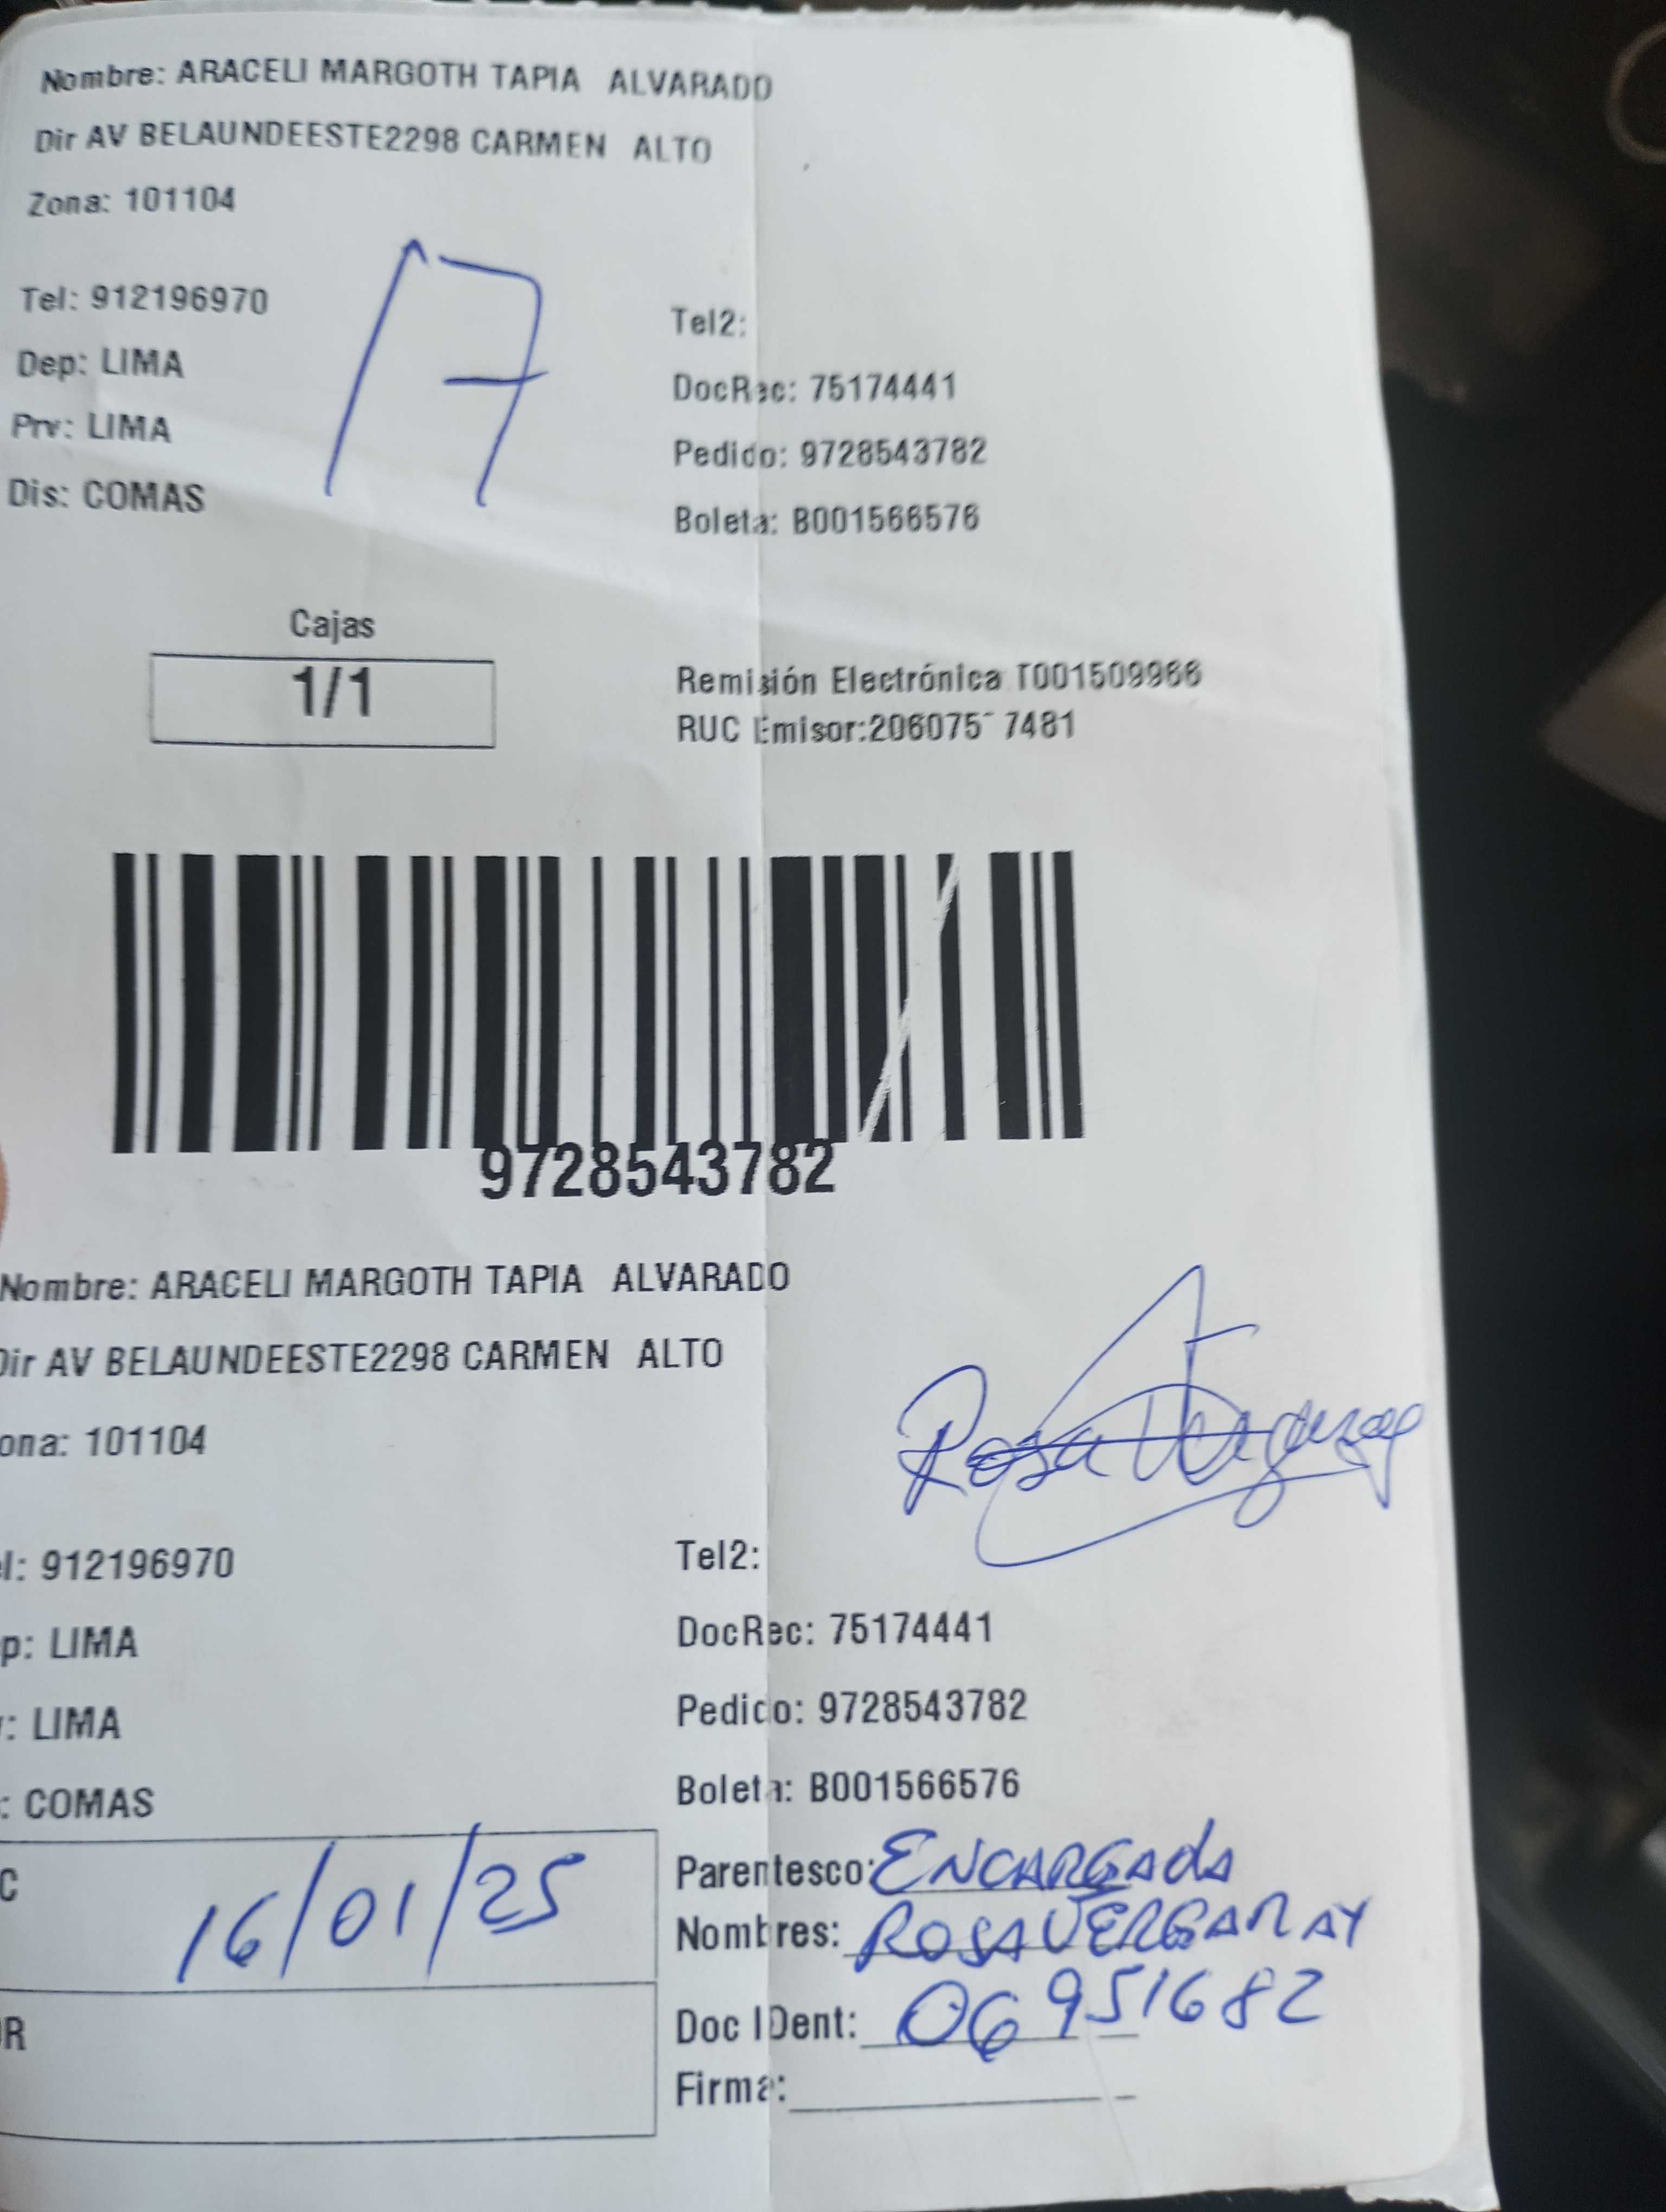 Nombre: ARACELI MARGOTH TAPIA ALVARADO
Dir AV BELAUNDEESTE2298 CARMEN ALTO
Zona: 101104
17
Tel: 912196970
Tel2:
Dep: LIMA
DocRec: 75174441
Prv: LIMA
Pedido: 9728543782
Dis: COMAS
Boleta: B001566576
Cajas
1/1
Remisión Electrónica T001509966
RUC Emisor:206075 7481
9728543782
Nombre: ARACELI MARGOTH TAPIA ALVARADO
Dir AV BELAUNDEESTE2298 CARMEN ALTO
ona: 101104
Rosa Vergaray
el: 912196970
Tel2:
p: LIMA
DocRec: 75174441
: LIMA
Pedido: 9728543782
: COMAS
Boleta: B001566576
C
16/01/25
Parentesco: ENCARGAdA
Nombres: ROSA VERGARAY
R
Doc IDent: 06951682
Firma: